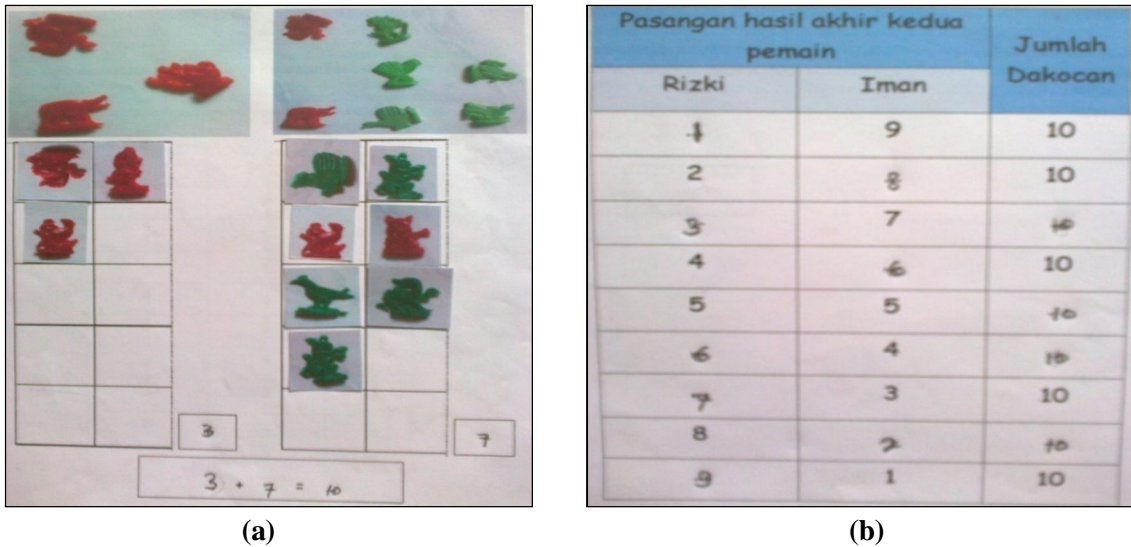 3
7
3 + 7 = 10
(a)
Pasangan hasil akhir kedua pemain
Jumlah Dakocan
Rizki Iman
1 9 10
2 8 10
3 7 10
4 6 10
5 5 10
6 4 10
7 3 10
8 2 10
9 1 10
(b)